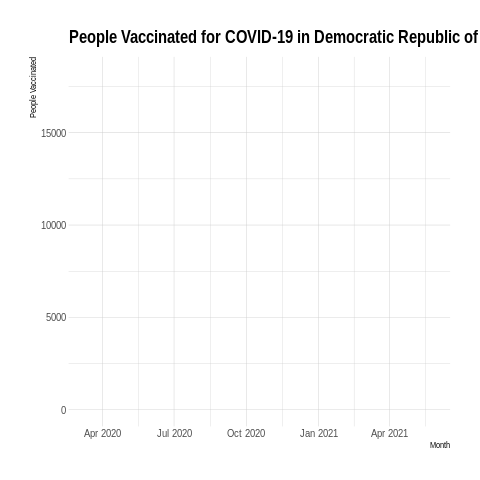 People Vaccinated for COVID-19 in Democratic Republic of
People Vaccinated
15000
10000
5000
0
Apr 2020
Jul 2020
Oct 2020
Jan 2021
Apr 2021
Month